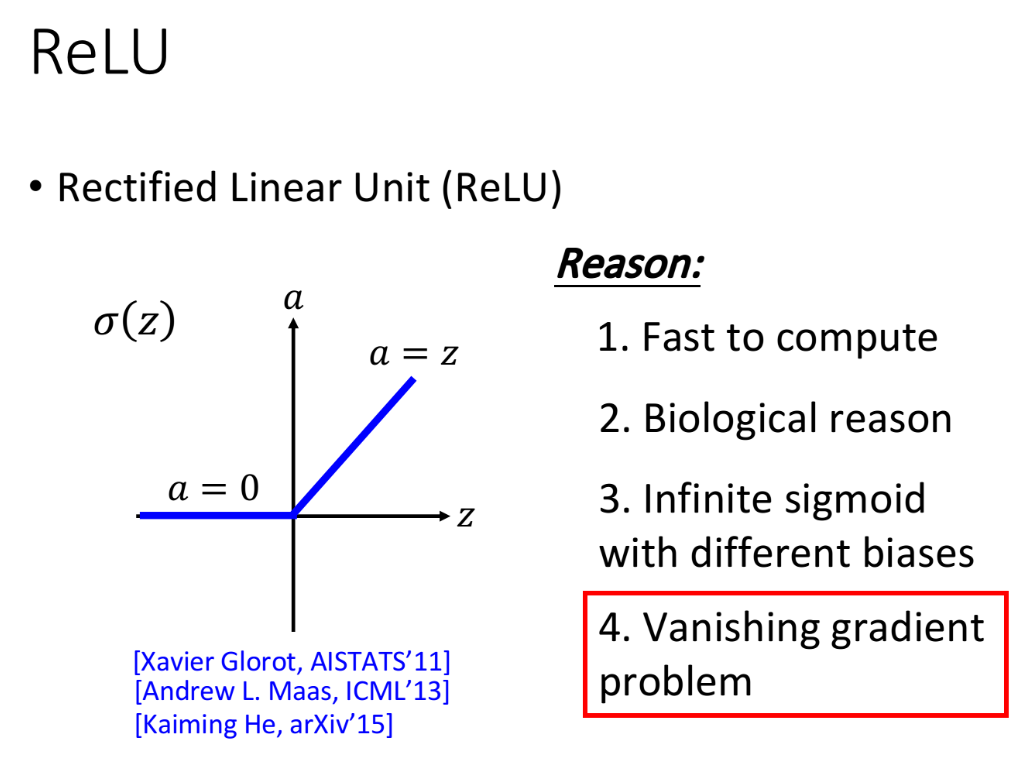 ReLU
• Rectified Linear Unit (ReLU)
Reason:
σ(z)
a
a = z
a = 0
z
1. Fast to compute
2. Biological reason
3. Infinite sigmoid
with different biases
4. Vanishing gradient
problem
[Xavier Glorot, AISTATS’11]
[Andrew L. Maas, ICML’13]
[Kaiming He, arXiv’15]